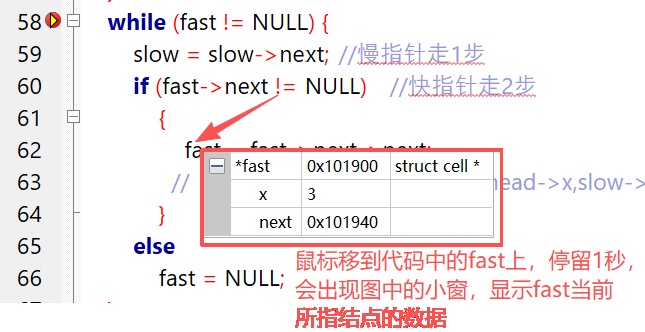 58 while (fast != NULL) {
59 slow = slow->next; //慢指针走1步
60 if (fast->next != NULL) //快指针走2步
61 {
62 fast fast next next;
*fast 0x101900 struct cell *
x 3
next 0x101940
63 // head->x,slow->
64 }
65 else
66 fast = NULL;
鼠标移到代码中的fast上，停留1秒，
会出现图中的小窗，显示fast当前
所指结点的数据